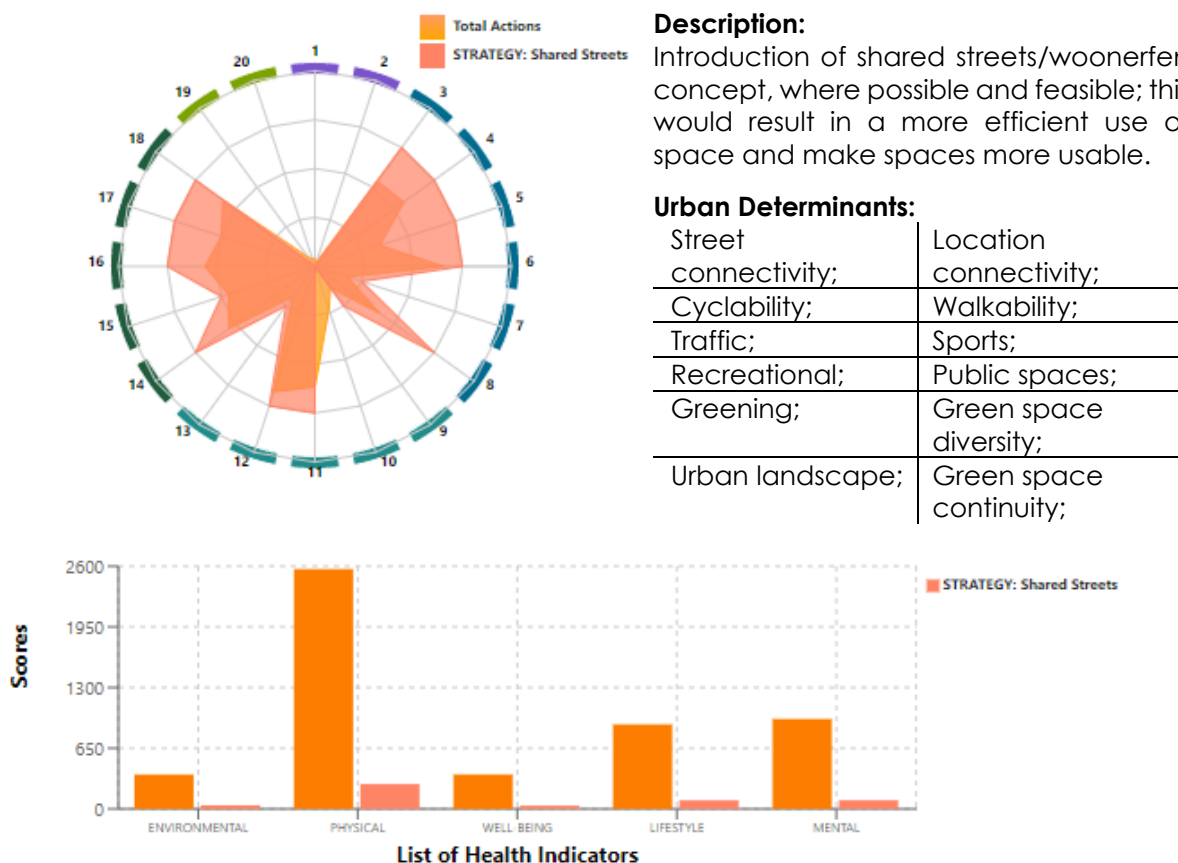 Total Actions
STRATEGY: Shared Streets
1
2
3
4
5
6
7
8
9
10
11
12
13
14
15
16
17
18
19
20
Description:
Introduction of shared streets/woonerfen
concept, where possible and feasible; thi
would result in a more efficient use o
space and make spaces more usable.
Urban Determinants:
Street connectivity; Location connectivity;
Cyclability; Walkability;
Traffic; Sports;
Recreational; Public spaces;
Greening; Green space diversity;
Urban landscape; Green space continuity;
2600
1950
1300
650
0
Scores
ENVIRONMENTAL PHYSICAL WELL-BEING LIFESTYLE MENTAL
List of Health Indicators
STRATEGY: Shared Streets